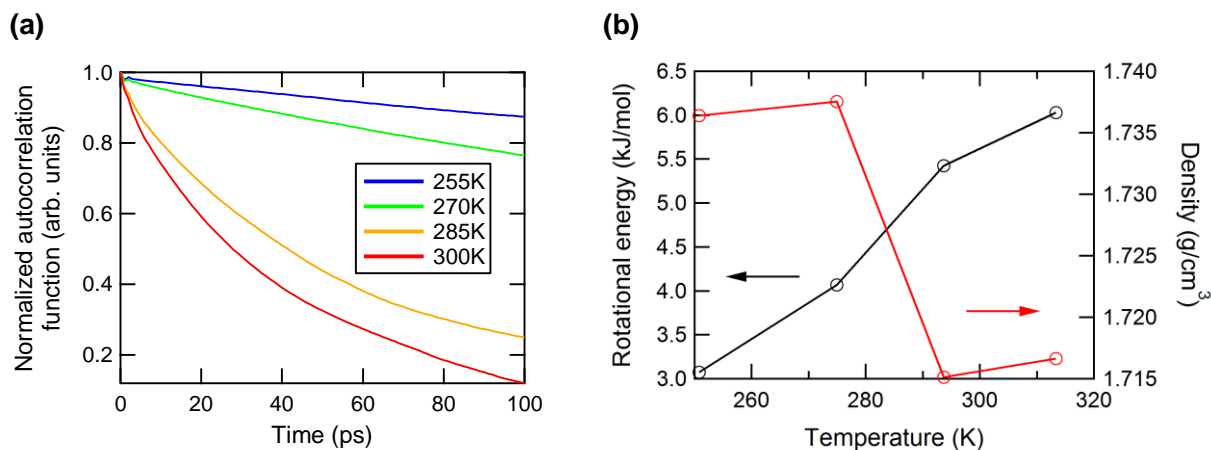 (a)
Normalized autocorrelation
function (arb. units)
1.0
0.8
0.6
0.4
0.2
0
20
40
60
80
100
Time (ps)
255K
270K
285K
300K
(b)
Rotational energy (kJ/mol)
6.5
6.0
5.5
5.0
4.5
4.0
3.5
3.0
260
280
300
320
Temperature (K)
1.740
1.735
1.730
1.725
1.720
1.715
Density (g/cm³)